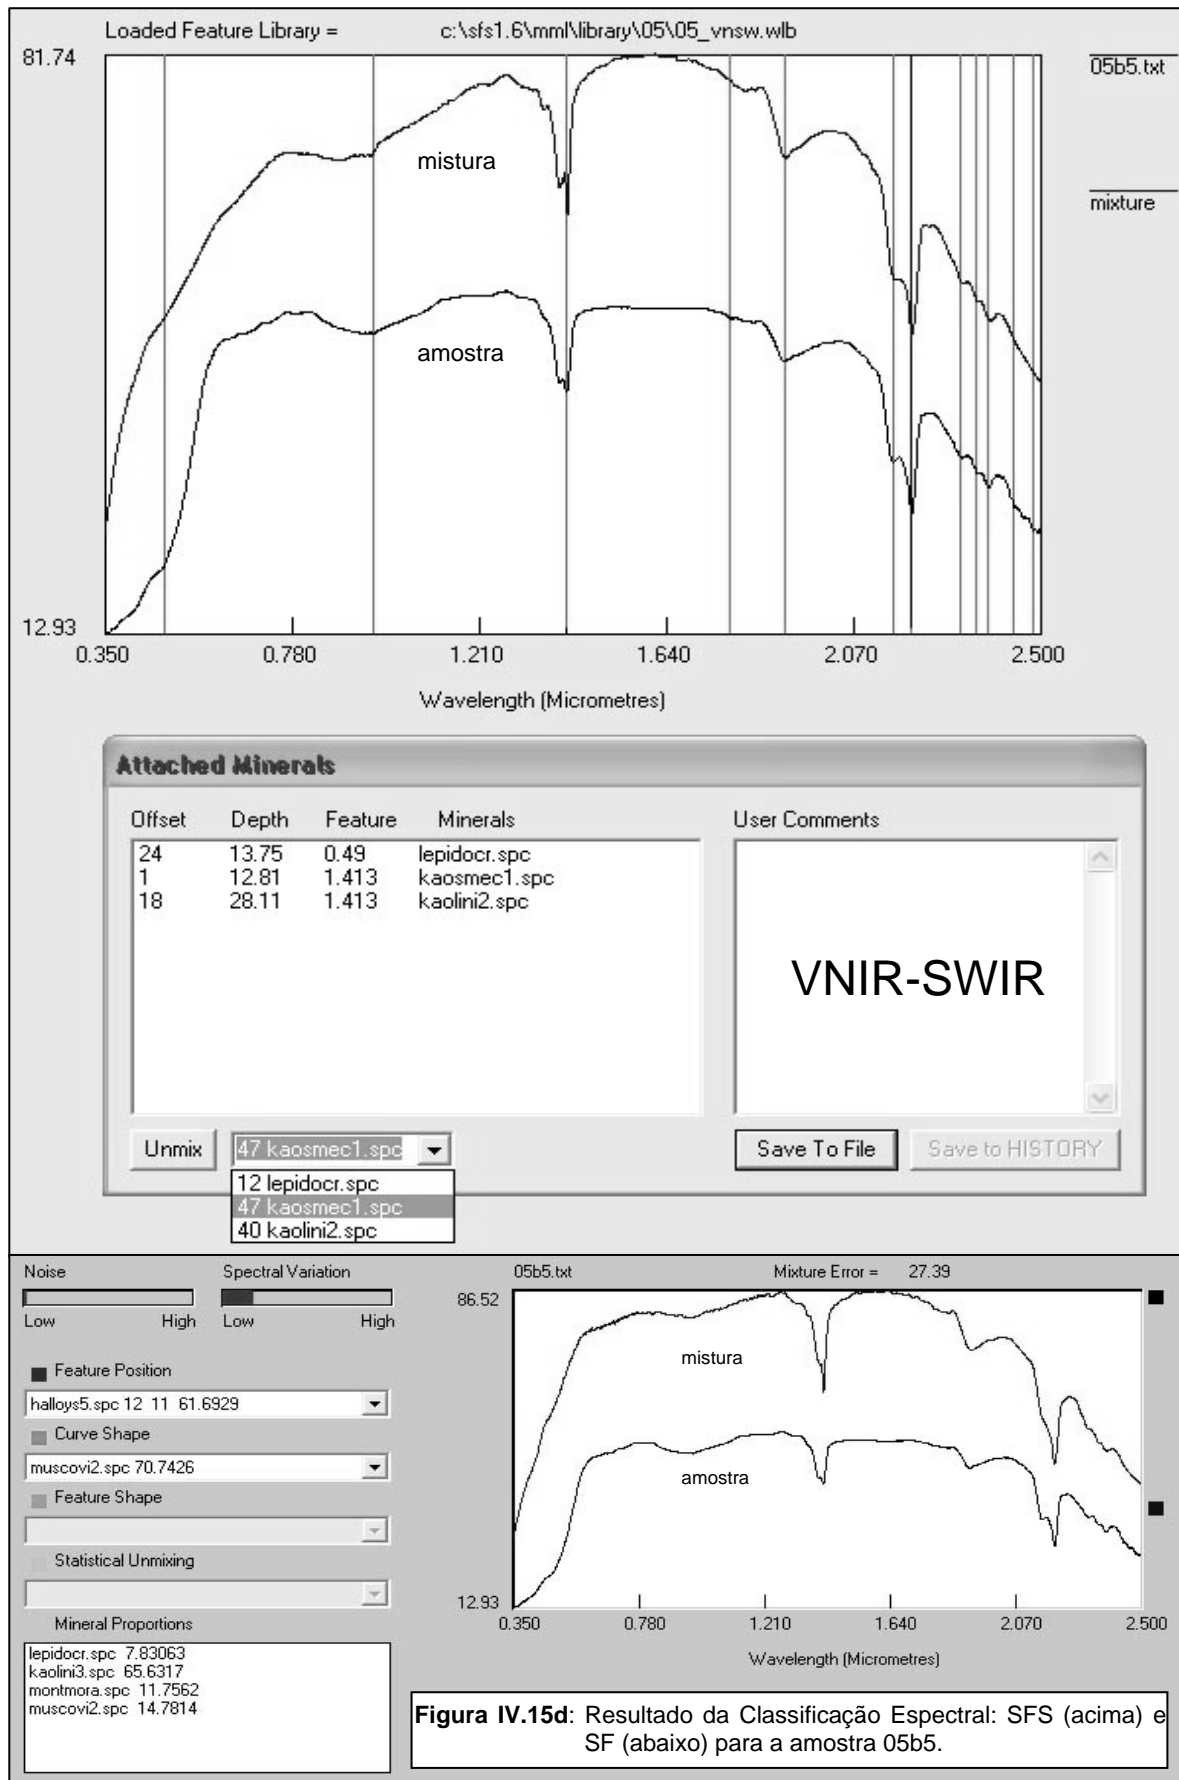 Loaded Feature Library = c:\sfs1.6\mml\library\05\05_vnsw.wlb
81.74
05b5.txt
mistura
mixture
amostra
12.93
0.350 0.780 1.210 1.640 2.070 2.500
Wavelength (Micrometres)
Attached Minerals
Offset Depth Feature Minerals
24 13.75 0.49 lepidocr.spc
1 12.81 1.413 kaosmec1.spc
18 28.11 1.413 kaolini2.spc
User Comments
VNIR-SWIR
Unmix
47 kaosmec1.spc
12 lepidocr.spc
47 kaosmec1.spc
40 kaolini2.spc
Save To File
Save to HISTORY
Noise
Low High
Spectral Variation
Low High
Feature Position
halloys5.spc 12 11 61.6929
Curve Shape
muscovi2.spc 70.7426
Feature Shape
Statistical Unmixing
Mineral Proportions
lepidocr.spc 7.83063
kaolini3.spc 65.6317
montmora.spc 11.7562
muscovi2.spc 14.7814
05b5.txt Mixture Error = 27.39
86.52
mistura
amostra
12.93
0.350 0.780 1.210 1.640 2.070 2.500
Wavelength (Micrometres)
Figura IV.15d: Resultado da Classificação Espectral: SFS (acima) e
SF (abaixo) para a amostra 05b5.